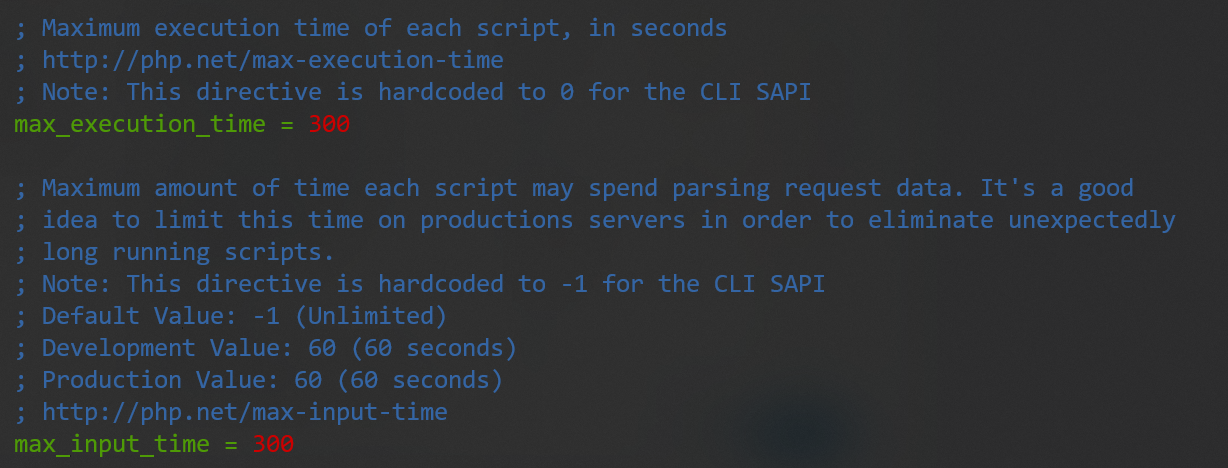 ; Maximum execution time of each script, in seconds
; http://php.net/max-execution-time
; Note: This directive is hardcoded to 0 for the CLI SAPI
max_execution_time = 300
; Maximum amount of time each script may spend parsing request data. It's a good
; idea to limit this time on productions servers in order to eliminate unexpectedly
; long running scripts.
; Note: This directive is hardcoded to -1 for the CLI SAPI
; Default Value: -1 (Unlimited)
; Development Value: 60 (60 seconds)
; Production Value: 60 (60 seconds)
; http://php.net/max-input-time
max_input_time = 300